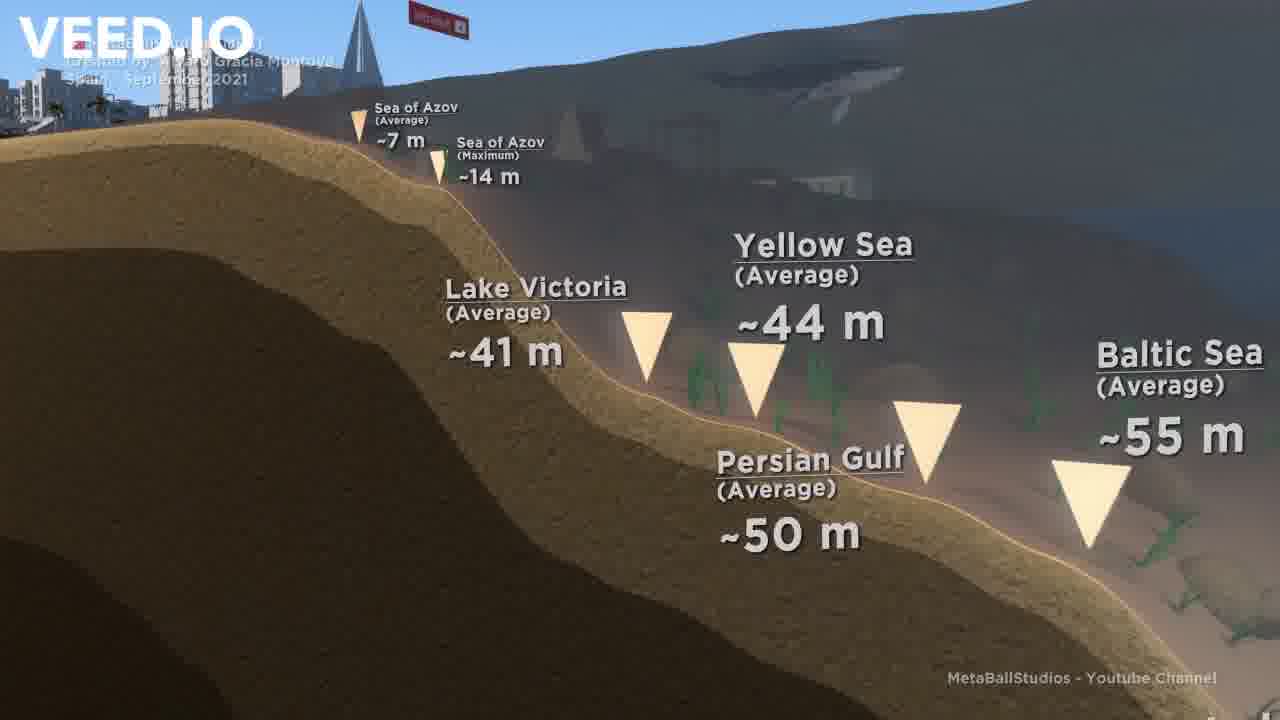 VEED.IO
Spain, September 2021
Sea of Azov
(Average)
~7 m
Sea of Azov
(Maximum)
~14 m
Yellow Sea
(Average)
~44 m
Lake Victoria
(Average)
~41 m
Baltic Sea
(Average)
~55 m
Persian Gulf
(Average)
~50 m
MetaBallStudios - Youtube Channel